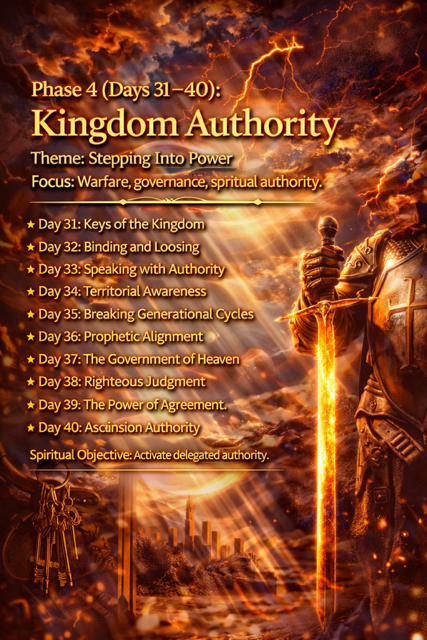 Phase 4 (Days 31–40):
Kingdom Authority
Theme: Stepping Into Power
Focus: Warfare, governance, spritual authority.
★ Day 31: Keys of the Kingdom
★ Day 32: Binding and Loosing
★ Day 33: Speaking with Authority
★ Day 34: Territorial Awareness
★ Day 35: Breaking Generational Cycles
★ Day 36: Prophetic Alignment
★ Day 37: The Government of Heaven
★ Day 38: Righteous Judgment
★ Day 39: The Power of Agreement.
★ Day 40: Ascinsion Authority
Spiritual Objective: Activate delegated authority.